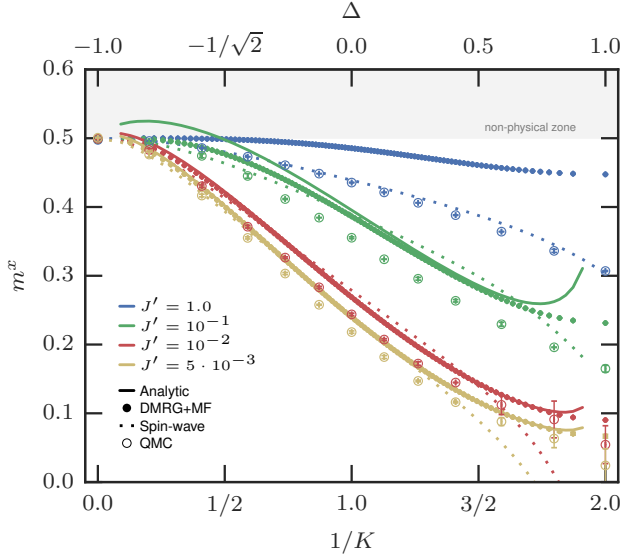 Δ
−1.0 −1/√2 0.0 0.5 1.0
0.6
0.5
0.4
0.3
0.2
0.1
0.0
m^x
non-physical zone
J′ = 1.0
J′ = 10^−1
J′ = 10^−2
J′ = 5 · 10^−3
Analytic
DMRG+MF
Spin-wave
QMC
0.0 1/2 1.0 3/2 2.0
1/K